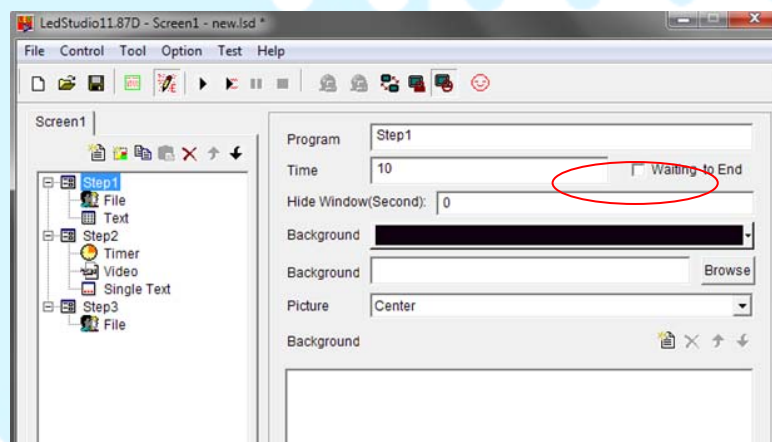 LedStudio11.87D - Screen1 - new.lsd *
File Control Tool Option Test Help
Screen1
Step1
File
Text
Step2
Timer
Video
Single Text
Step3
File
Program Step1
Time 10 Waiting to End
Hide Window(Second): 0
Background
Background Browse
Picture Center
Background